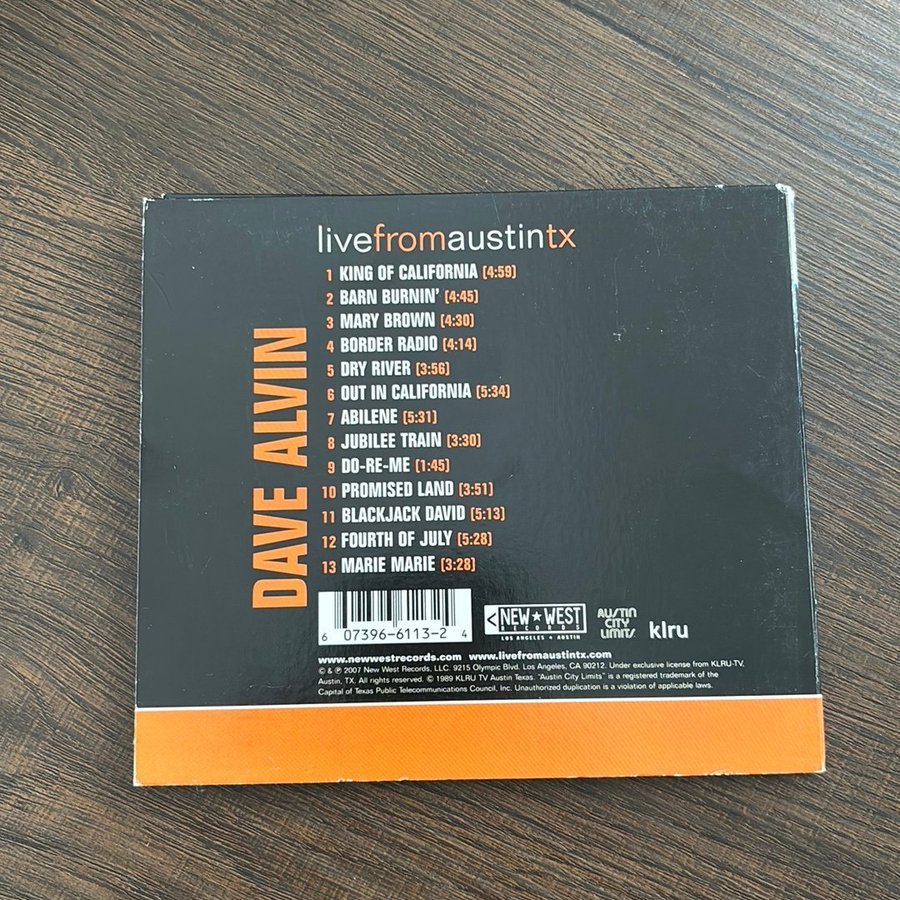 livefromaustintx
DAVE ALVIN
1 KING OF CALIFORNIA (4:59)
2 BARN BURNIN' (4:45)
3 MARY BROWN (4:30)
4 BORDER RADIO (4:14)
5 DRY RIVER (3:56)
6 OUT IN CALIFORNIA (5:34)
7 ABILENE (5:31)
8 JUBILEE TRAIN (3:30)
9 DO-RE-ME (1:45)
10 PROMISED LAND (3:51)
11 BLACKJACK DAVID (5:13)
12 FOURTH OF JULY (5:28)
13 MARIE MARIE (3:28)
6 07396-6113-2 4
NEW★WEST
RECORDS
LOS ANGELES • AUSTIN
AUSTIN
CITY
LIMITS
klru
www.newwestrecords.com www.livefromaustintx.com
© & ℗ 2007 New West Records, LLC. 9215 Olympic Blvd. Los Angeles, CA 90212. Under exclusive license from KLRU-TV,
Austin, TX. All rights reserved. © 1989 KLRU TV Austin Texas. "Austin City Limits" is a registered trademark of the
Capital of Texas Public Telecommunications Council, Inc. Unauthorized duplication is a violation of applicable laws.